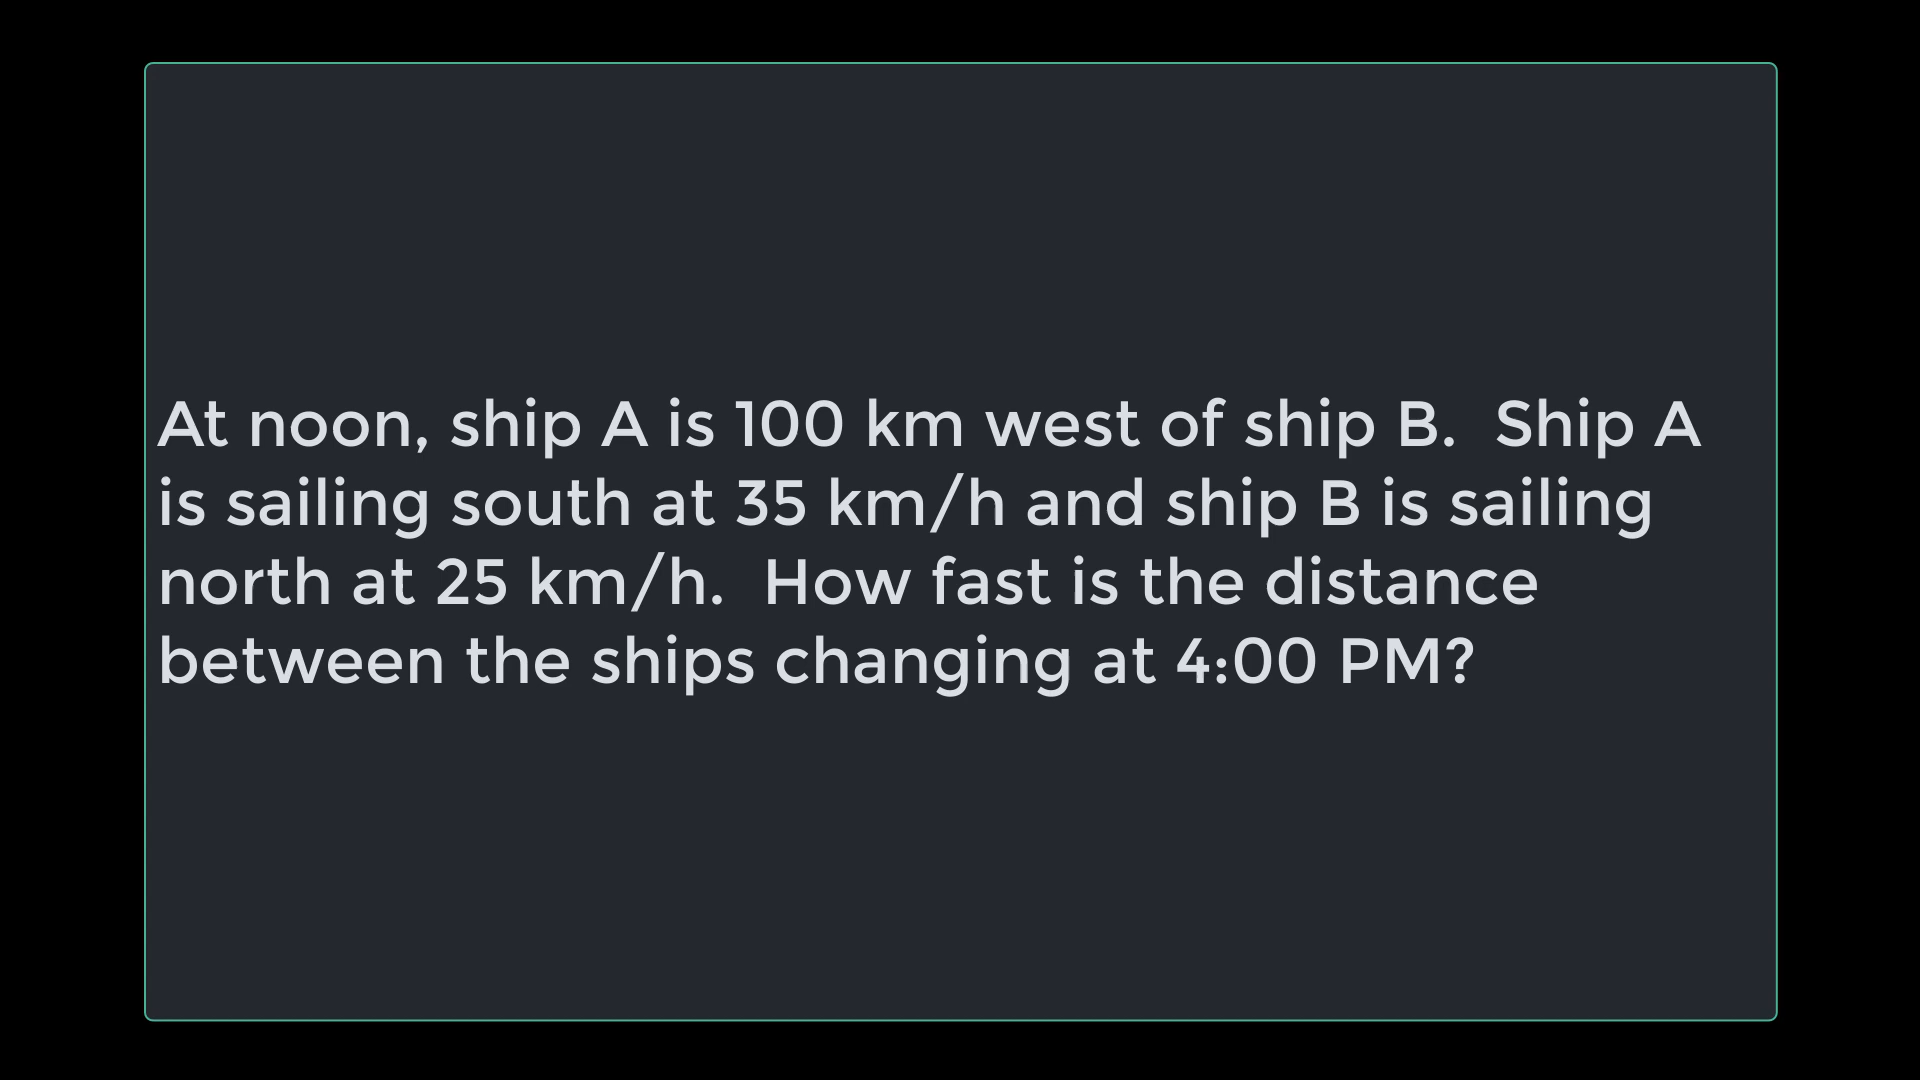 At noon, ship A is 100 km west of ship B.  Ship A
is sailing south at 35 km/h and ship B is sailing
north at 25 km/h.  How fast is the distance
between the ships changing at 4:00 PM?